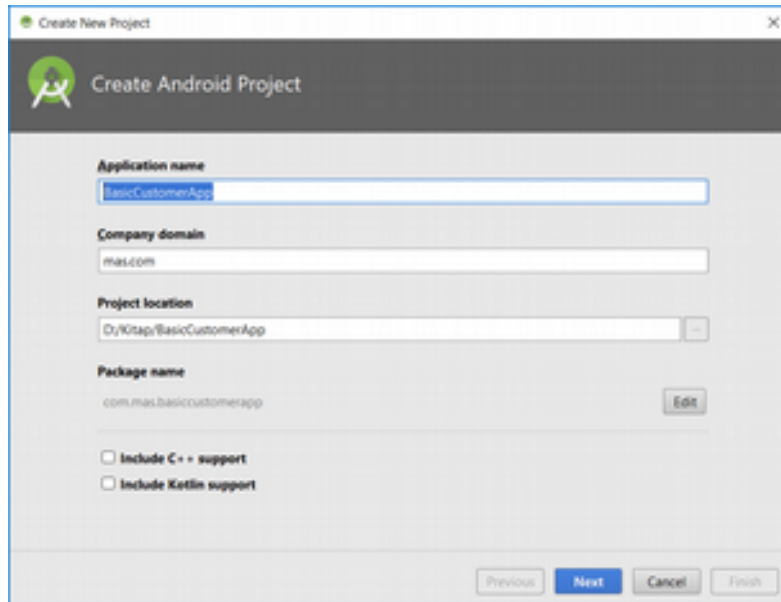 Create New Project
Create Android Project
Application name
BasicCustomerApp
Company domain
mas.com
Project location
D:/Kitap/BasicCustomerApp
...
Package name
com.mas.basiccustomerapp
Edit
Include C++ support
Include Kotlin support
Previous Next Cancel Finish